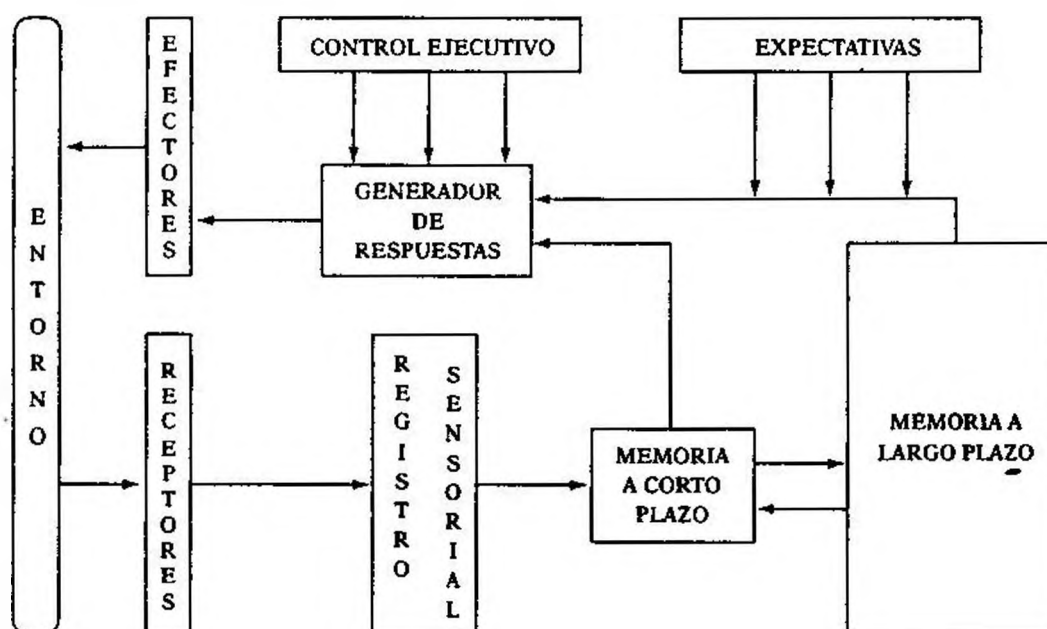 CONTROL EJECUTIVO
EXPECTATIVAS
EFECTORES
ENTORNO
GENERADOR
DE
RESPUESTAS
RECEPTORES
REGISTRO
SENSORIAL
MEMORIA
A CORTO
PLAZO
MEMORIA A
LARGO PLAZO